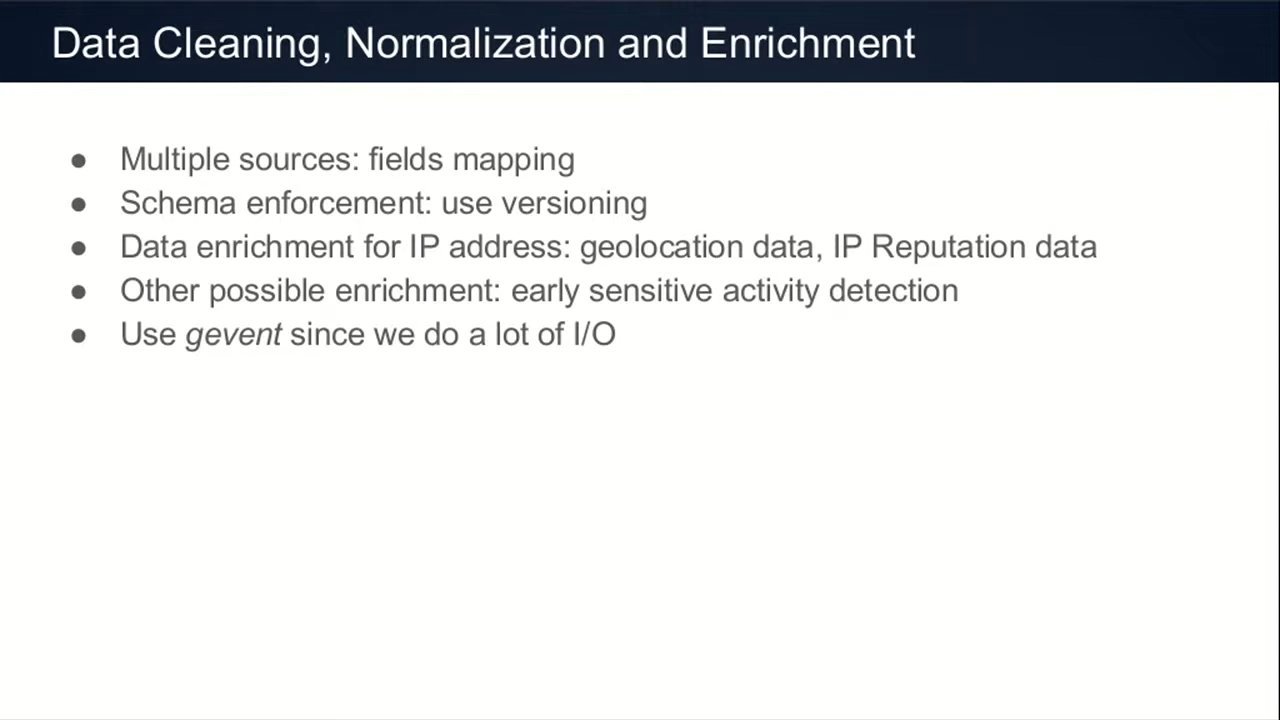 Data Cleaning, Normalization and Enrichment
● Multiple sources: fields mapping
● Schema enforcement: use versioning
● Data enrichment for IP address: geolocation data, IP Reputation data
● Other possible enrichment: early sensitive activity detection
● Use gevent since we do a lot of I/O